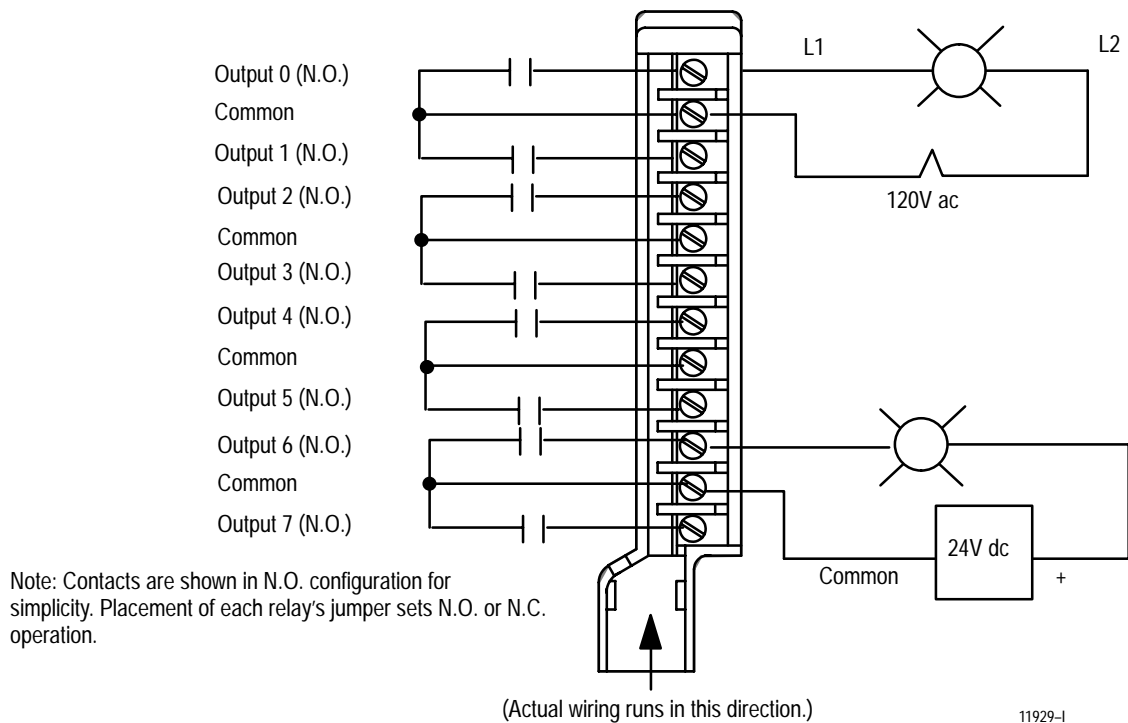 L1
L2
Output 0 (N.O.)
Common
Output 1 (N.O.)
Output 2 (N.O.)
Common
Output 3 (N.O.)
Output 4 (N.O.)
Common
Output 5 (N.O.)
Output 6 (N.O.)
Common
Output 7 (N.O.)
120V ac
24V dc
Common
+
Note: Contacts are shown in N.O. configuration for
simplicity. Placement of each relay's jumper sets N.O. or N.C.
operation.
(Actual wiring runs in this direction.)
11929–I